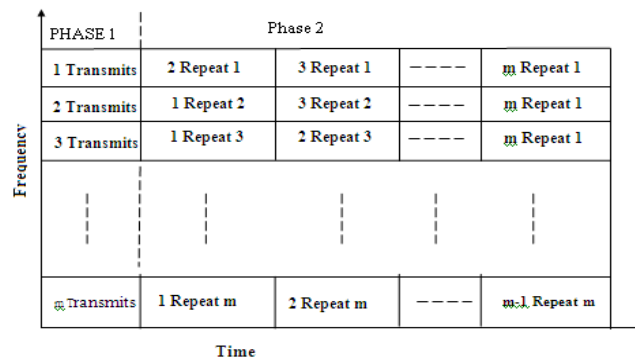 PHASE 1 Phase 2
1 Transmits 2 Repeat 1 3 Repeat 1 ---- m Repeat 1
2 Transmits 1 Repeat 2 3 Repeat 2 ---- m Repeat 1
3 Transmits 1 Repeat 3 2 Repeat 3 ---- m Repeat 1
Frequency
m Transmits 1 Repeat m 2 Repeat m ---- m-1 Repeat m
Time